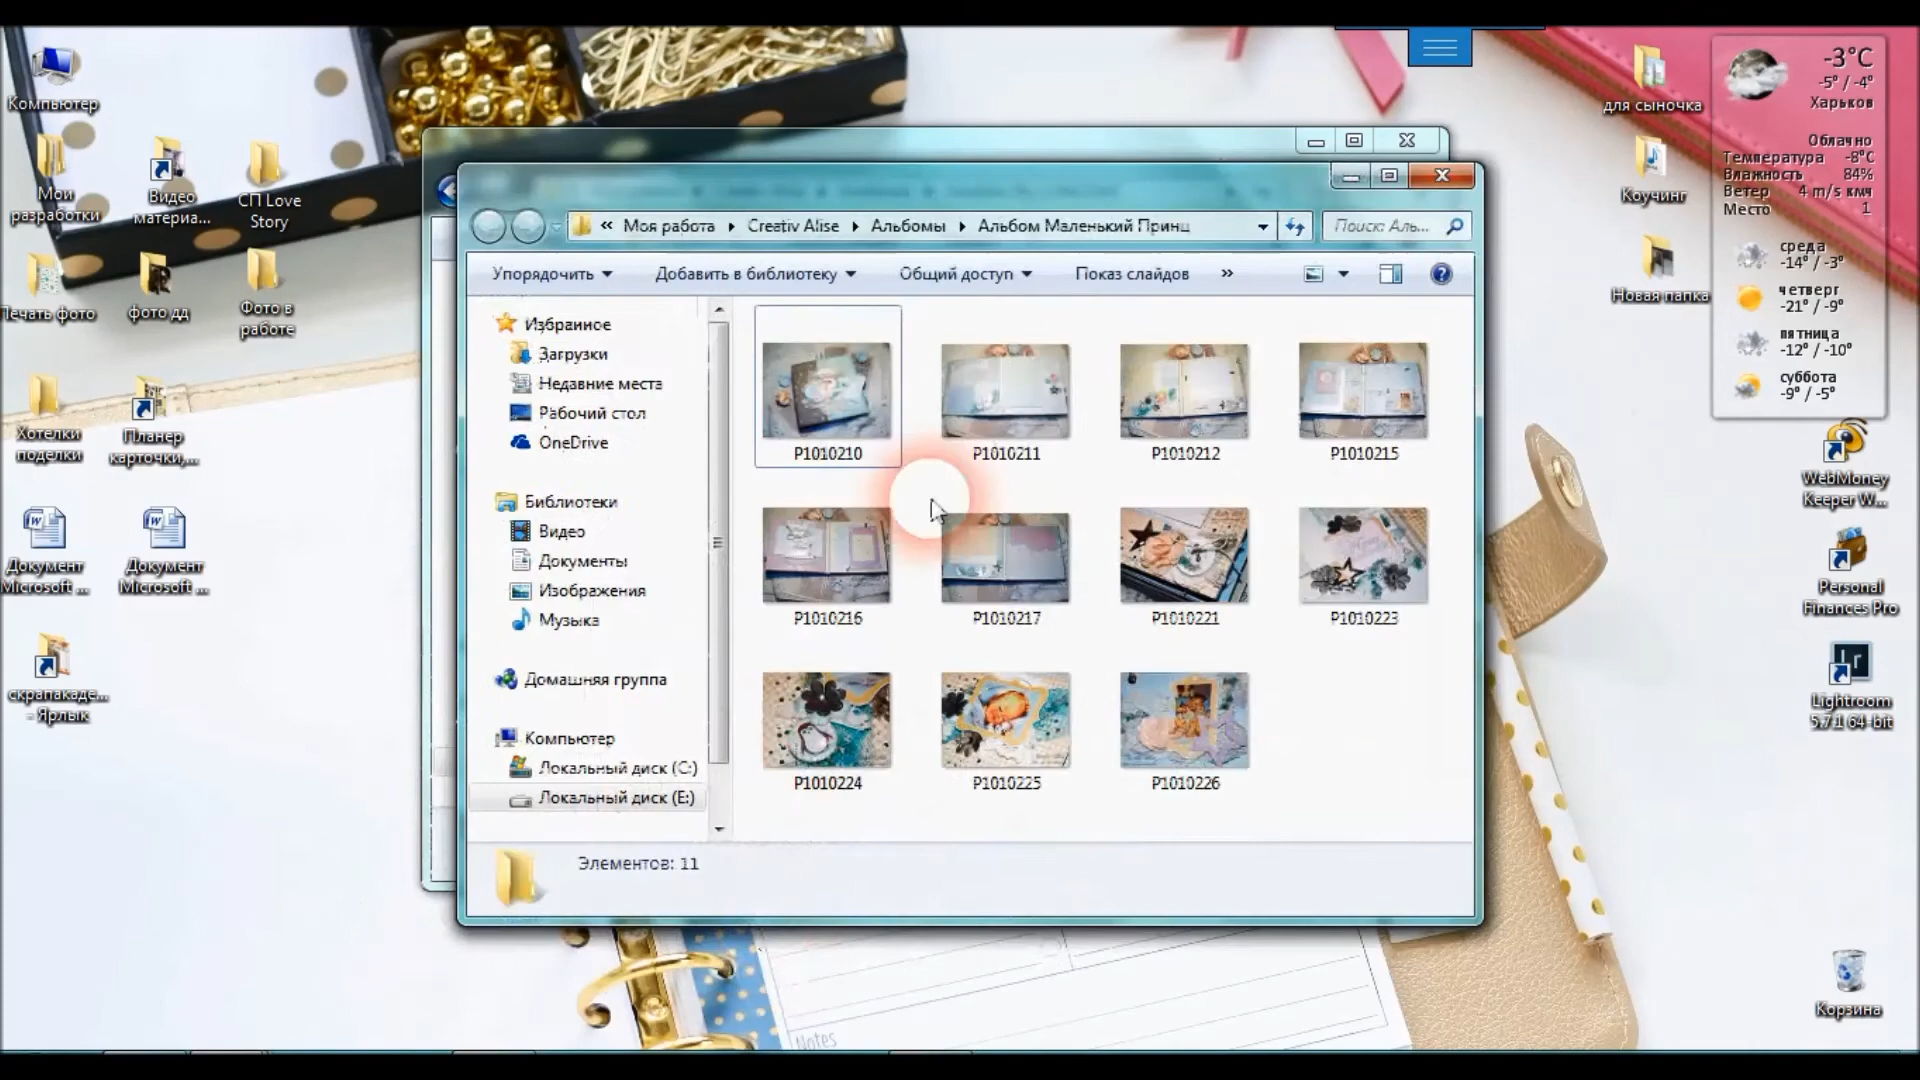 Компьютер
Мои
разработки
Видео
материа...
СП Love
Story
Печать фото
фото дд
Фото в
работе
Хотелки
поделки
Планер
карточки,...
Документ
Microsoft ...
Документ
Microsoft ...
скрапакаде...
- Ярлык
« Моя работа Creativ Alise Альбомы Альбом Маленький Принц
Поиск: Аль...
Упорядочить Добавить в библиотеку Общий доступ Показ слайдов »
Избранное
Загрузки
Недавние места
Рабочий стол
OneDrive
Библиотеки
Видео
Документы
Изображения
Музыка
Домашняя группа
Компьютер
Локальный диск (C:)
Локальный диск (E:)
P1010210 P1010211 P1010212 P1010215
P1010216 P1010217 P1010221 P1010223
P1010224 P1010225 P1010226
Элементов: 11
Notes
для сыночка
Коучинг
Новая папка
-3°C
-5° / -4°
Харьков
Облачно
Температура -8°C
Влажность 84%
Ветер 4 m/s кмч
Место 1
среда
-14° / -3°
четверг
-21° / -9°
пятница
-12° / -10°
суббота
-9° / -5°
WebMoney
Keeper W...
Personal
Finances Pro
Lr
Lightroom
5.7.1 64-bit
Корзина